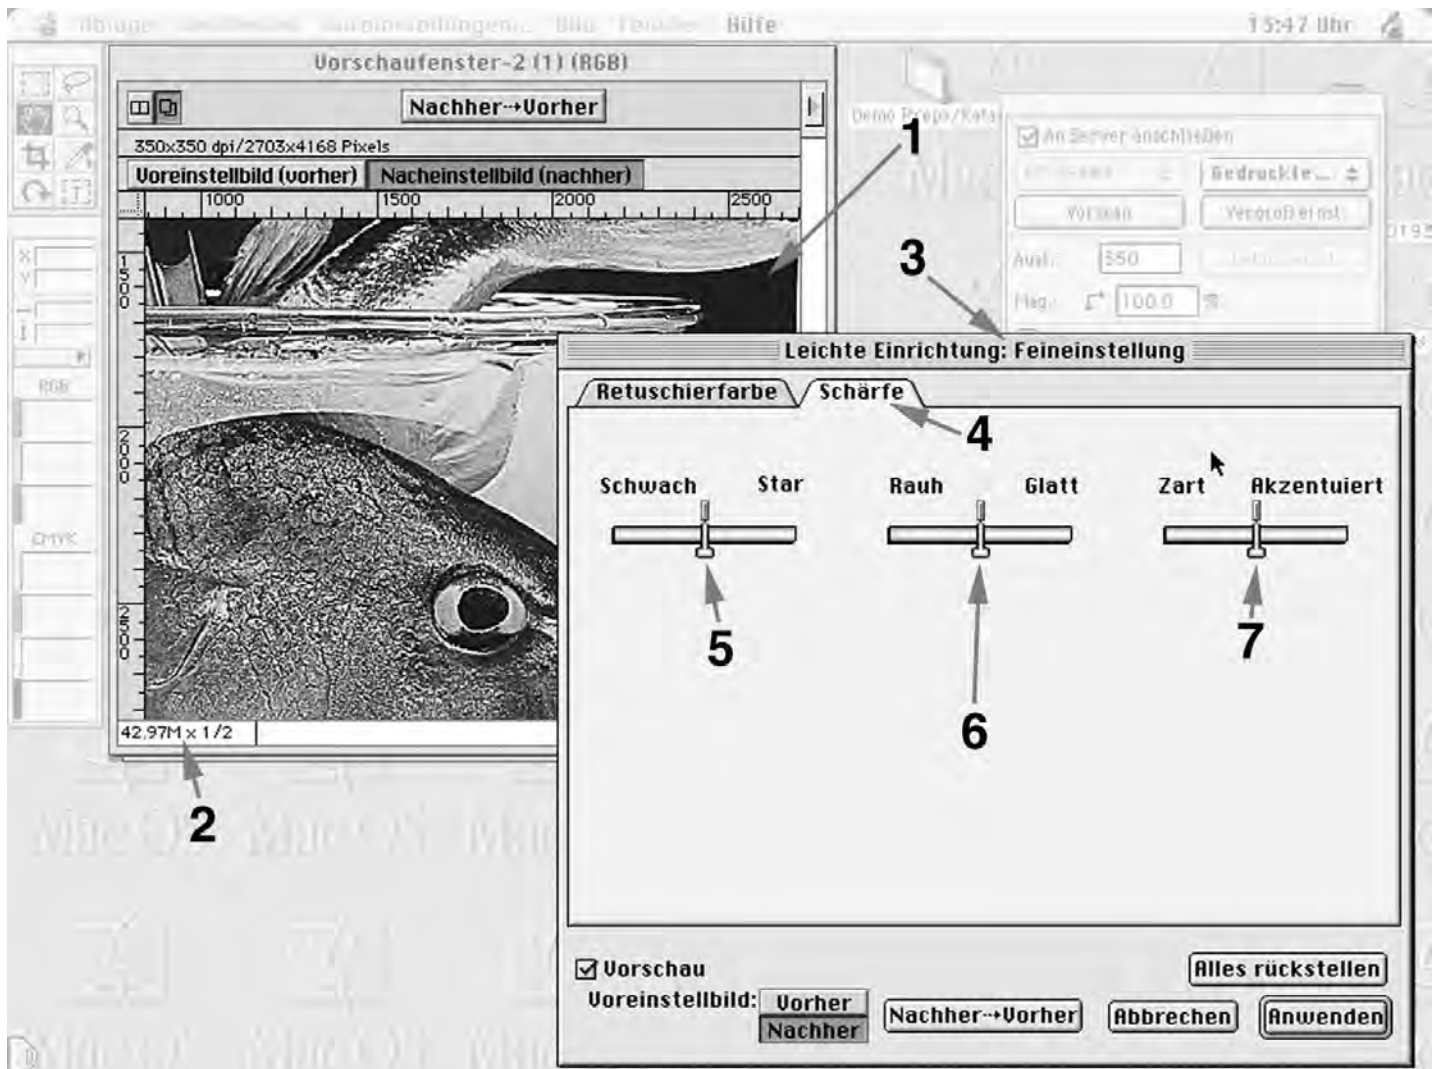 Hilfe
15:47 Uhr
Vorschaufenster-2 (1) (RGB)
Nachher⇢Vorher
350x350 dpi/2703x4168 Pixels
Voreinstellbild (vorher) Nacheinstellbild (nachher)
1000 1500 2000 2500
1500
2000
2500
42,97M x 1/2
X
Y
RGB
CMYK
1
2
An Server anschließen
Gedruckte...
350
100.0 %
3
Leichte Einrichtung: Feineinstellung
Retuschierfarbe Schärfe
4
Schwach Star Rauh Glatt Zart Akzentuiert
5
6
7
Vorschau
Alles rückstellen
Voreinstellbild: Vorher
Nachher
Nachher⇢Vorher Abbrechen Anwenden